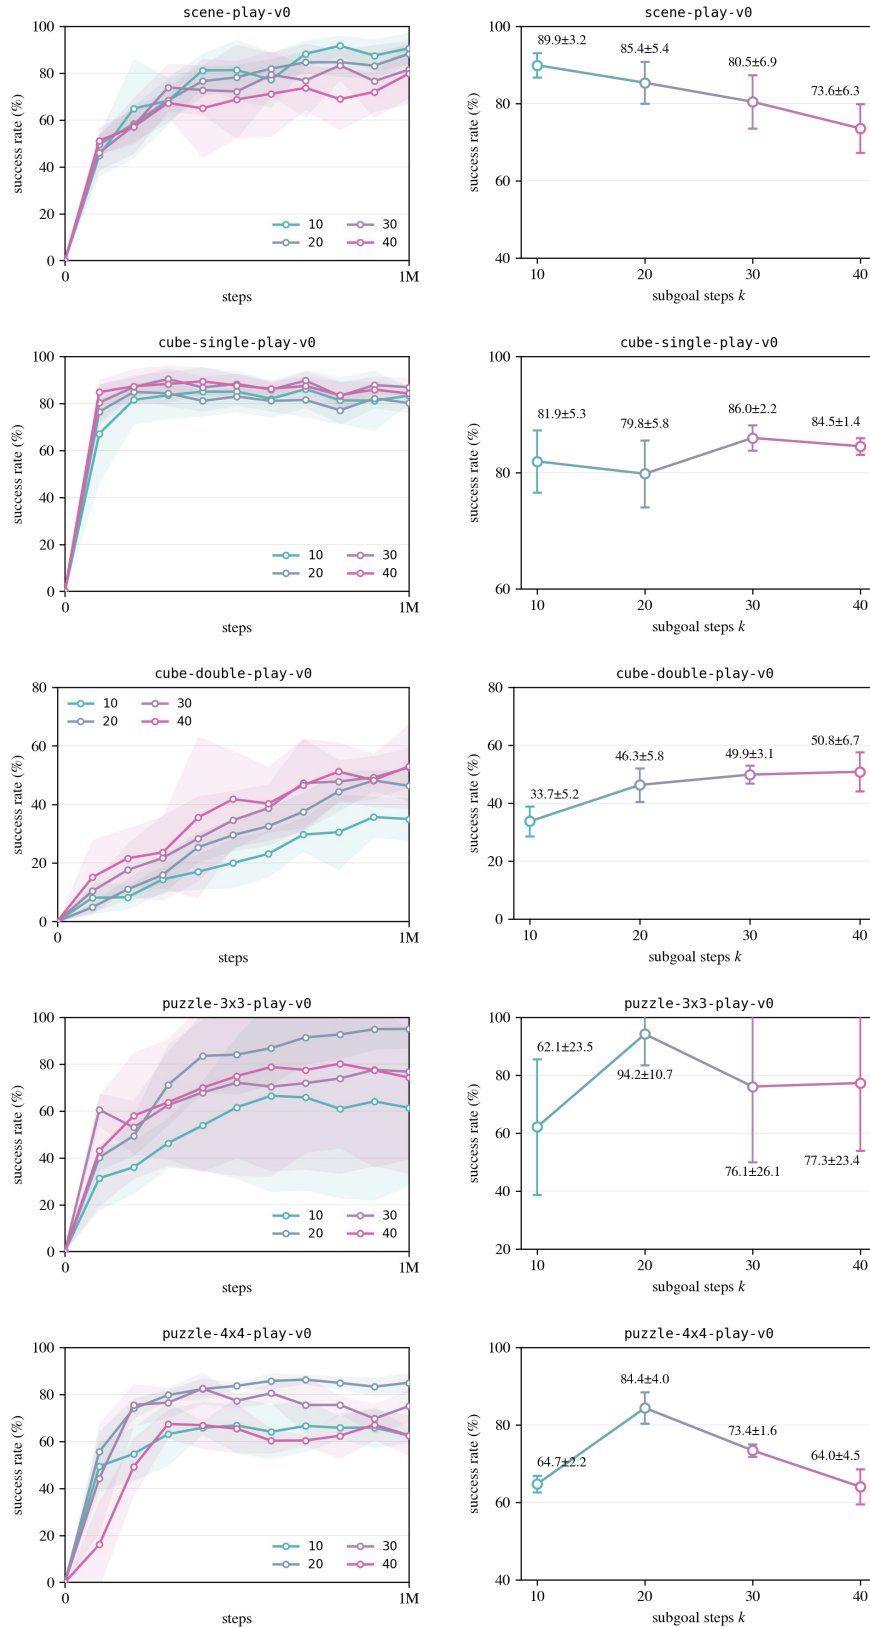 scene-play-v0
100
80
60
40
20
0
success rate (%)
10 30
20 40
0 1M
steps
scene-play-v0
100
80
60
40
success rate (%)
89.9±3.2
85.4±5.4
80.5±6.9
73.6±6.3
10 20 30 40
subgoal steps k
cube-single-play-v0
100
80
60
40
20
0
success rate (%)
10 30
20 40
0 1M
steps
cube-single-play-v0
100
80
60
success rate (%)
81.9±5.3
79.8±5.8
86.0±2.2
84.5±1.4
10 20 30 40
subgoal steps k
cube-double-play-v0
80
60
40
20
0
success rate (%)
10 30
20 40
0 1M
steps
cube-double-play-v0
80
60
40
20
0
success rate (%)
33.7±5.2
46.3±5.8
49.9±3.1
50.8±6.7
10 20 30 40
subgoal steps k
puzzle-3x3-play-v0
100
80
60
40
20
0
success rate (%)
10 30
20 40
0 1M
steps
puzzle-3x3-play-v0
100
80
60
40
20
success rate (%)
62.1±23.5
94.2±10.7
76.1±26.1
77.3±23.4
10 20 30 40
subgoal steps k
puzzle-4x4-play-v0
100
80
60
40
20
0
success rate (%)
10 30
20 40
0 1M
steps
puzzle-4x4-play-v0
100
80
60
40
success rate (%)
64.7±2.2
84.4±4.0
73.4±1.6
64.0±4.5
10 20 30 40
subgoal steps k